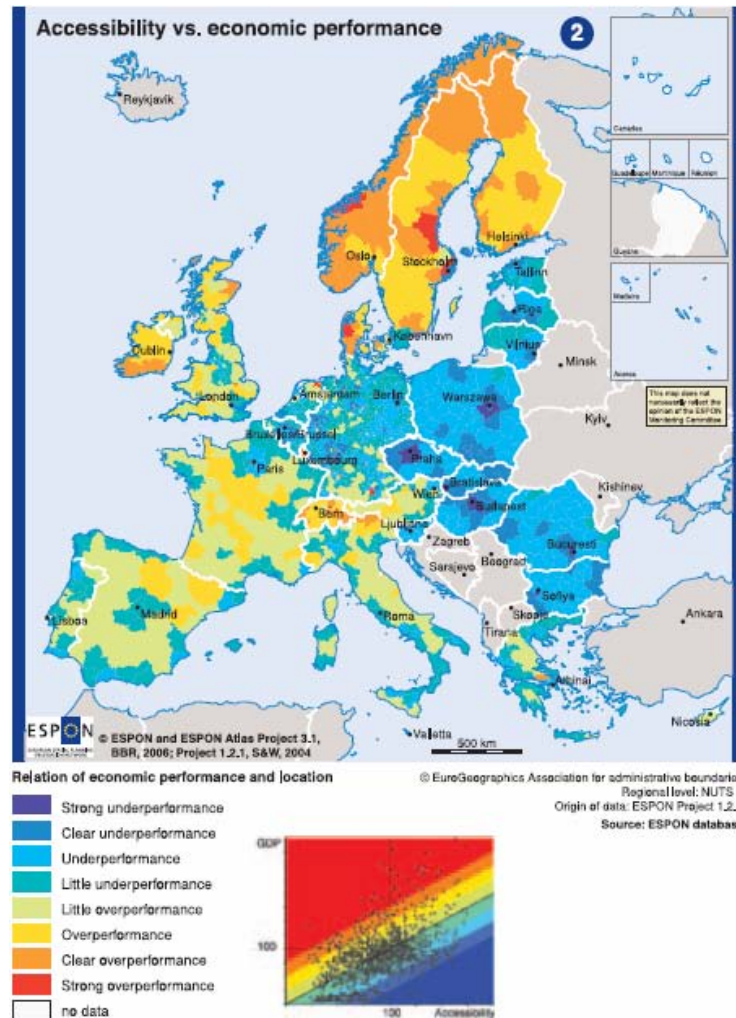 Accessibility vs. economic performance
2
Reykjavik
Canarias
Guadeloupe
Martinique
Réunion
Guyane
Madeira
Helsinki
Oslo
Stockholm
Tallinn
Riga
København
Vilnius
Minsk
Dublin
London
Amsterdam
Berlin
Warszawa
This map does not
necessarily reflect the
opinion of the ESPON
Monitoring Committee
Kyiv
Paris
Luxembourg
Praha
Kishinev
Wien
Bratislava
Budapest
Bern
Ljubljana
Zagreb
Bucuresti
Sarajevo
Beograd
Sofiya
Skopje
Lisboa
Madrid
Roma
Tirana
Ankara
Athinai
Nicosia
Valletta
500 km
ESPON
© ESPON and ESPON Atlas Project 3.1,
BBR, 2006; Project 1.2.1, S&W, 2004
Relation of economic performance and location
© EuroGeographics Association for administrative boundarie
Regional level: NUTS
Origin of data: ESPON Project 1.2.
Source: ESPON databas
Strong underperformance
Clear underperformance
Underperformance
Little underperformance
Little overperformance
Overperformance
Clear overperformance
Strong overperformance
no data
GDP
100
100
Accessibility